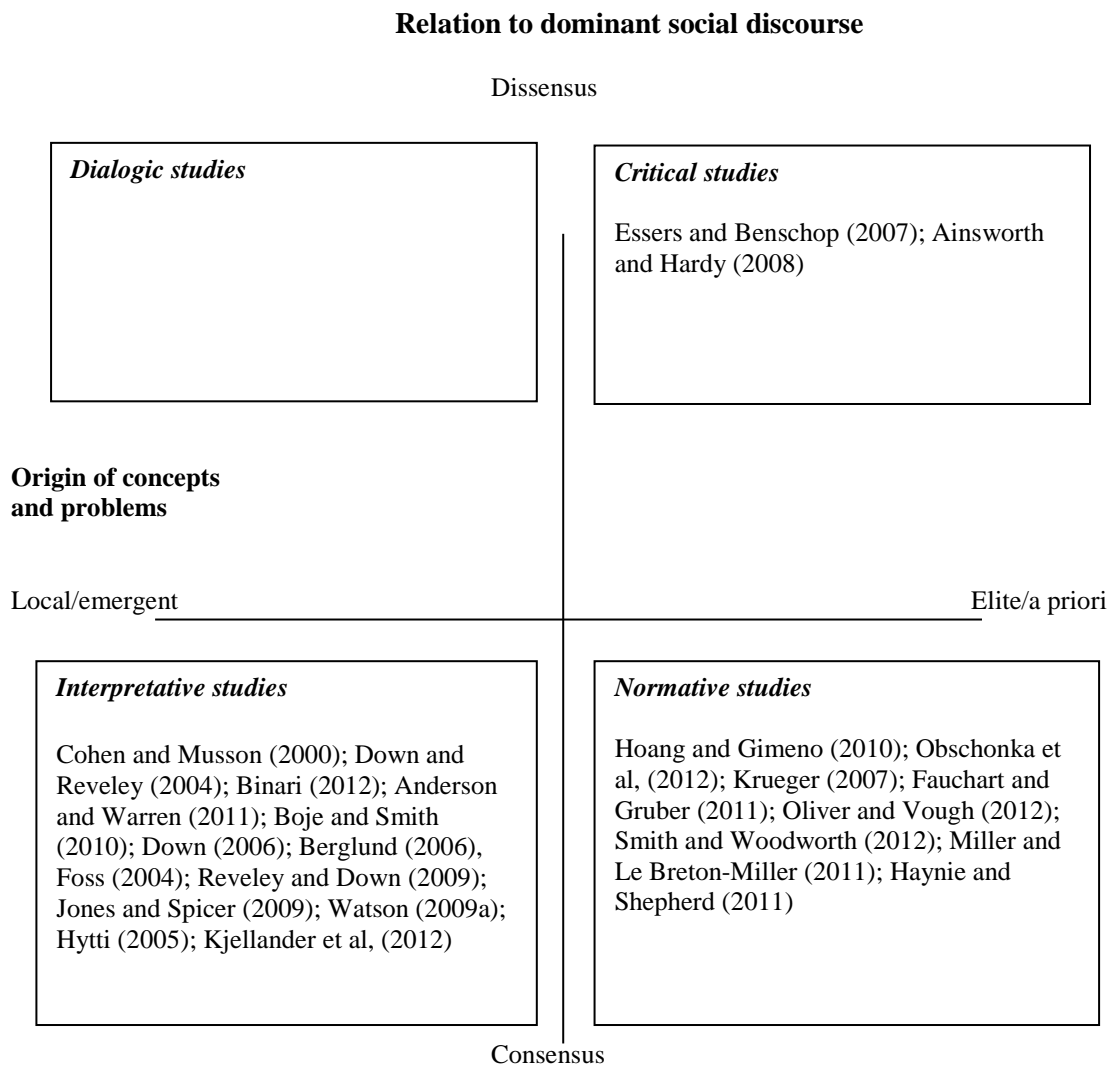 Relation to dominant social discourse
Dissensus
Dialogic studies
Critical studies
Essers and Benschop (2007); Ainsworth
and Hardy (2008)
Origin of concepts
and problems
Local/emergent
Elite/a priori
Interpretative studies
Cohen and Musson (2000); Down and
Reveley (2004); Binari (2012); Anderson
and Warren (2011); Boje and Smith
(2010); Down (2006); Berglund (2006),
Foss (2004); Reveley and Down (2009);
Jones and Spicer (2009); Watson (2009a);
Hytti (2005); Kjellander et al, (2012)
Normative studies
Hoang and Gimeno (2010); Obschonka et
al, (2012); Krueger (2007); Fauchart and
Gruber (2011); Oliver and Vough (2012);
Smith and Woodworth (2012); Miller and
Le Breton-Miller (2011); Haynie and
Shepherd (2011)
Consensus